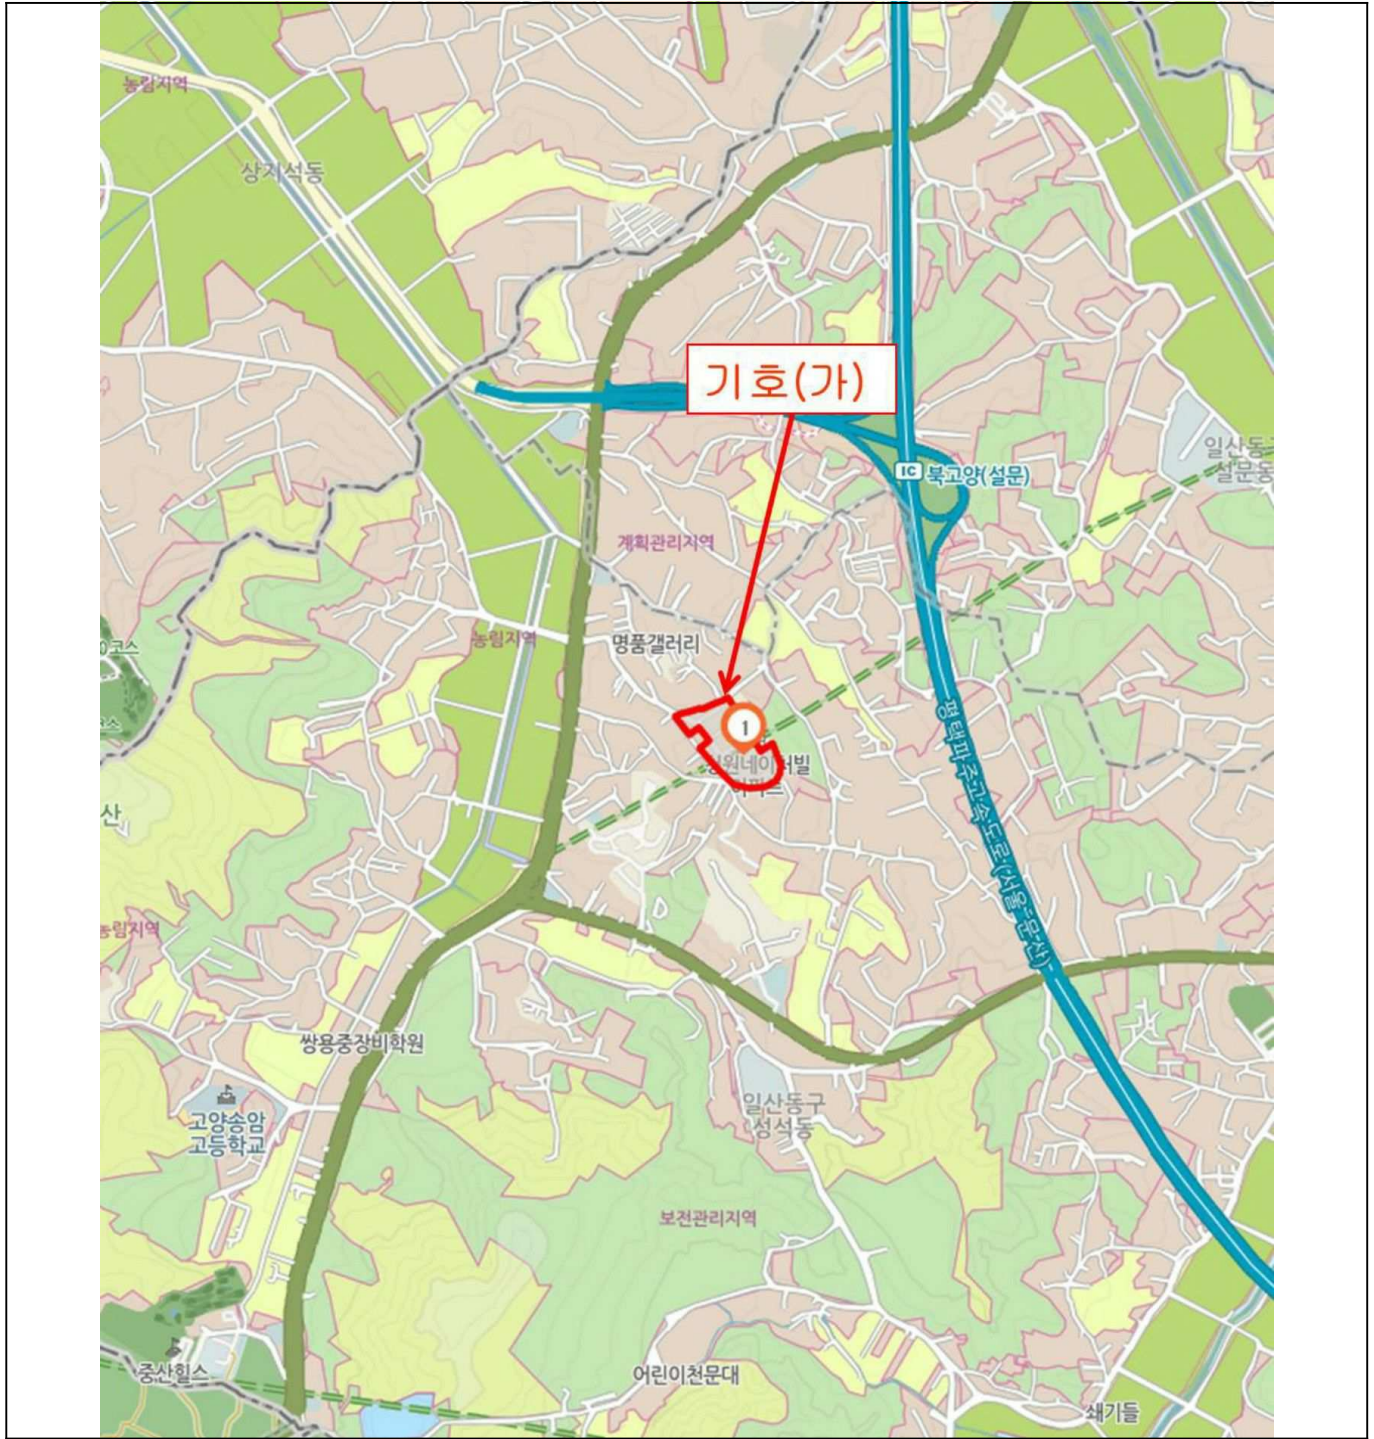 농림지역
상지석동
기호(가)
일산동구
설문동
IC 북고양(설문)
계획관리지역
농림지역
명품갤러리
코스
1
평택파주고속도로(서울-문산)
산
농림지역
쌍용중장비학원
고양송암
고등학교
일산동구
성석동
보전관리지역
중산힐스
어린이천문대
쇄기들